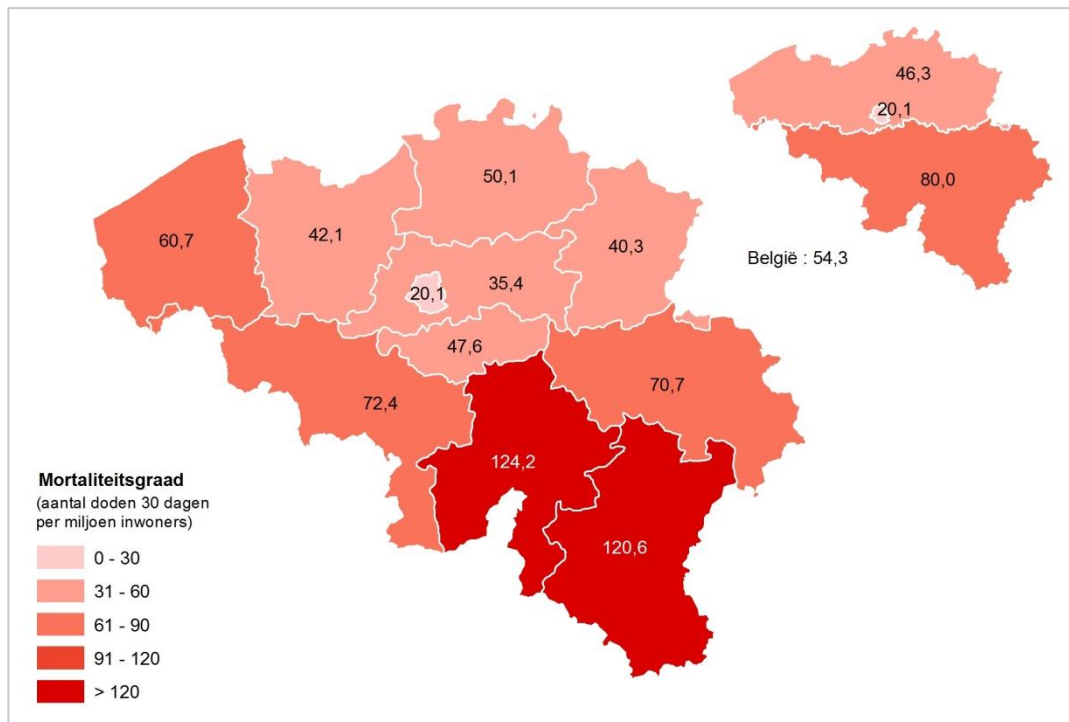 46,3
20,1
80,0
België : 54,3
50,1
60,7
42,1
40,3
35,4
20,1
47,6
72,4
70,7
124,2
120,6
Mortaliteitsgraad
(aantal doden 30 dagen
per miljoen inwoners)
0 - 30
31 - 60
61 - 90
91 - 120
> 120